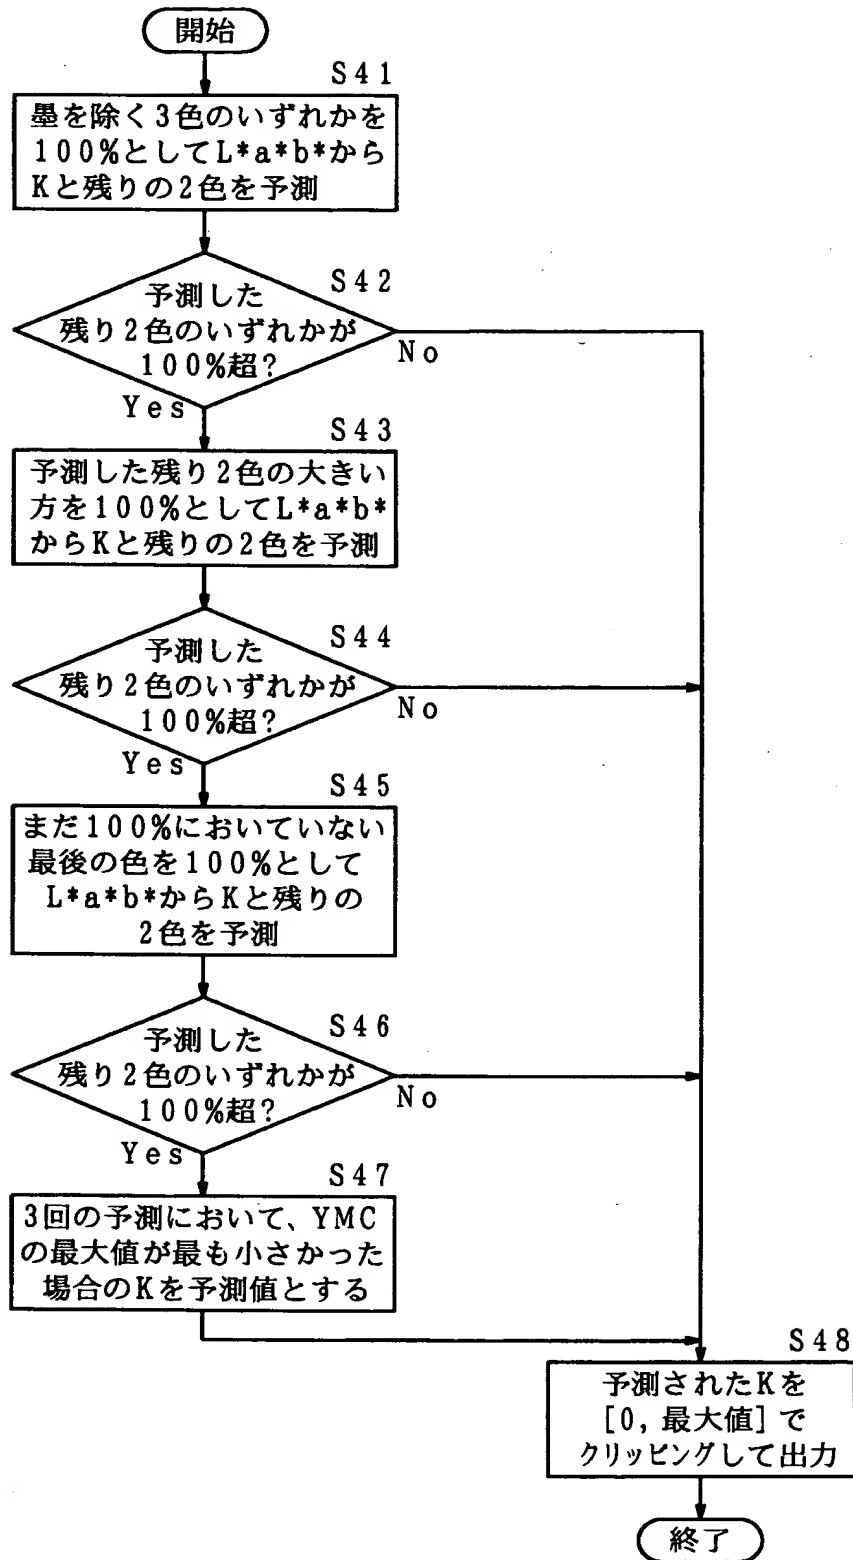 開始
S41
墨を除く3色のいずれかを
100%としてL*a*b*から
Kと残りの2色を予測
S42
予測した
残り2色のいずれかが
100%超?
No
Yes
S43
予測した残り2色の大きい
方を100%としてL*a*b*
からKと残りの2色を予測
S44
予測した
残り2色のいずれかが
100%超?
No
Yes
S45
まだ100%においていない
最後の色を100%として
L*a*b*からKと残りの
2色を予測
S46
予測した
残り2色のいずれかが
100%超?
No
Yes
S47
3回の予測において、YMC
の最大値が最も小さかった
場合のKを予測値とする
S48
予測されたKを
[0, 最大値]で
クリッピングして出力
終了